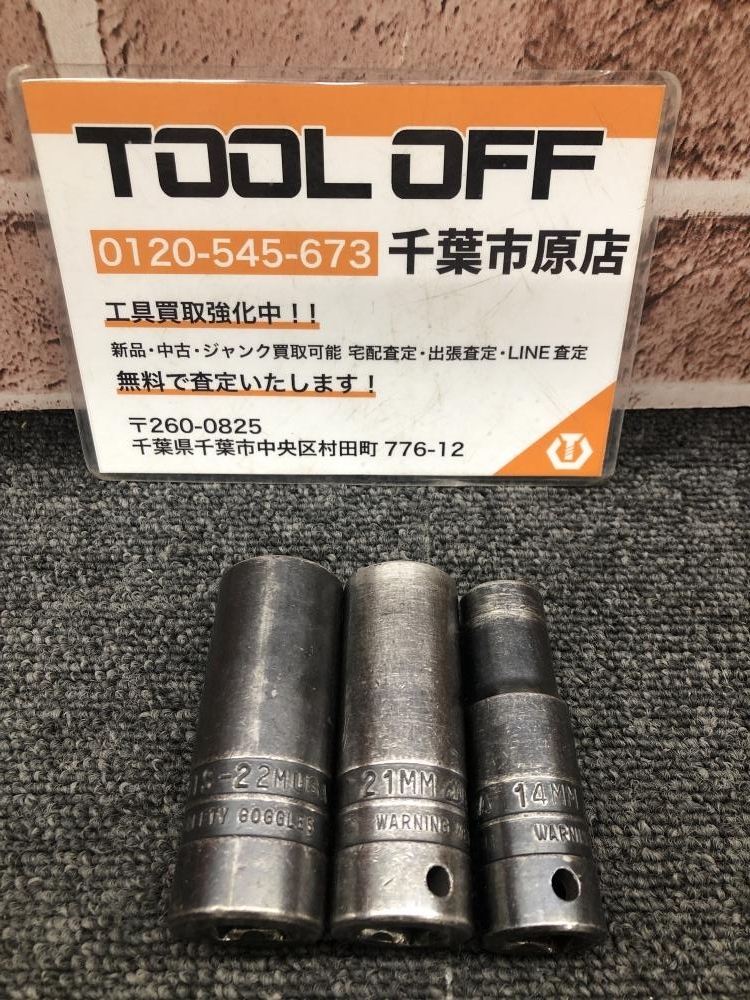 TOOL OFF
0120-545-673 千葉市原店
工具買取強化中！！
新品・中古・ジャンク買取可能 宅配査定・出張査定・LINE査定
無料で査定いたします！
〒260-0825
千葉県千葉市中央区村田町 776-12
-22M
21MM
14MM
GOGGLES
WARNING